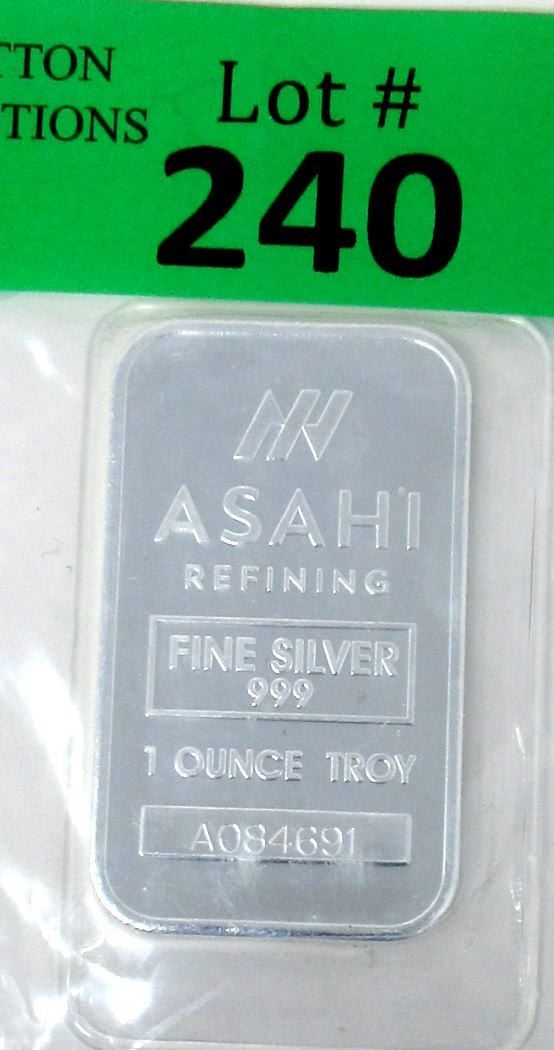 TTON
TIONS
Lot #
240
ASAHI
REFINING
FINE SILVER
999
1 OUNCE TROY
A084691